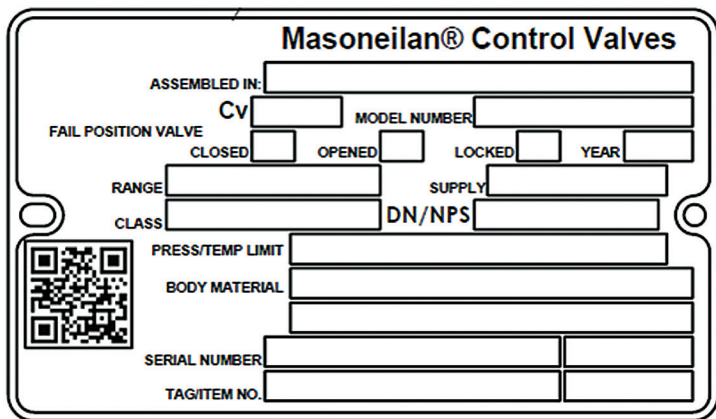 Masoneilan® Control Valves
ASSEMBLED IN:
Cv MODEL NUMBER
FAIL POSITION VALVE
CLOSED OPENED LOCKED YEAR
RANGE SUPPLY
CLASS DN/NPS
PRESS/TEMP LIMIT
BODY MATERIAL
SERIAL NUMBER
TAG/ITEM NO.